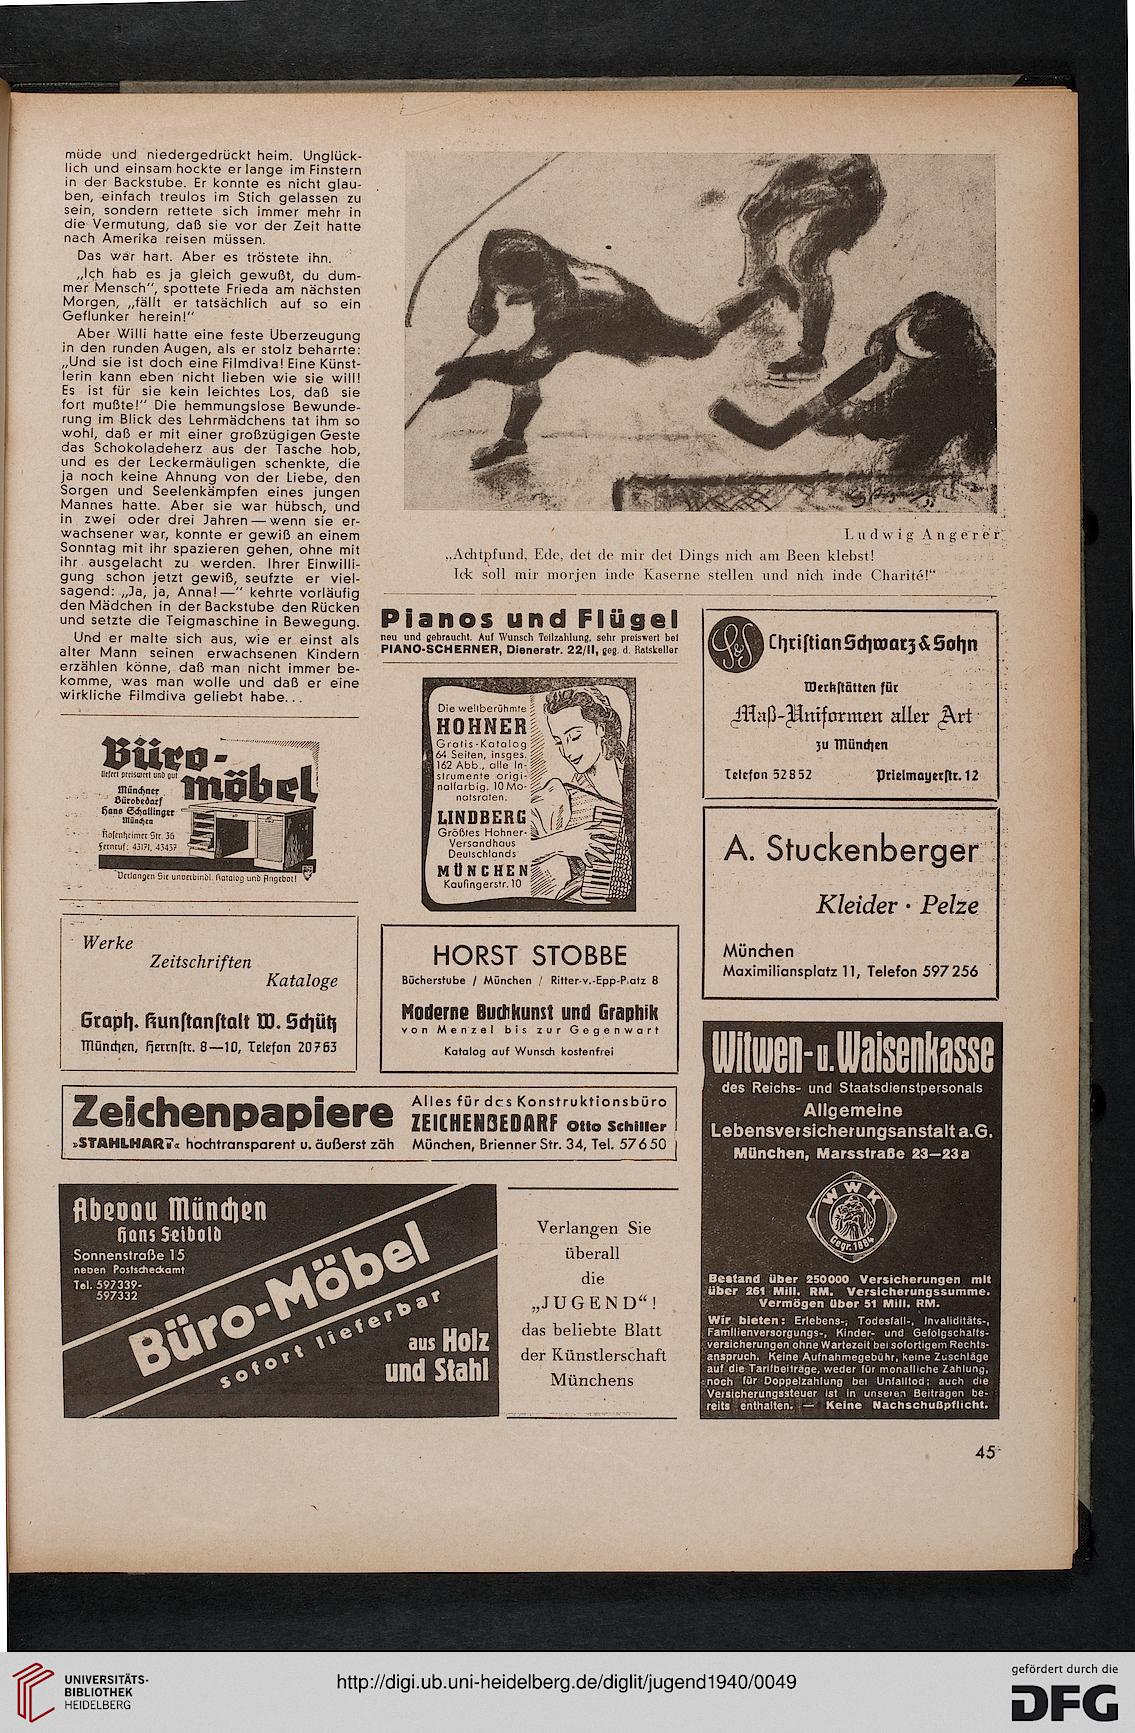 müde und niedergedrückt heim. Unglück-
lich und einsam hockte er lange im Finstern
in der Backstube. Er konnte es nicht glau-
ben, einfach treulos im Stich gelassen zu
sein, sondern rettete sich immer mehr in
die Vermutung, daß sie vor der Zeit hatte
nach Amerika reisen müssen.
Das war hart. Aber es tröstete ihn.
„Ich hab es ja gleich gewußt, du dum-
mer Mensch“, spottete Frieda am nächsten
Morgen, „fällt er tatsächlich auf so ein
Geflunker herein!“
Aber Willi hatte eine feste Überzeugung
in den runden Augen, als er stolz beharrte:
„Und sie ist doch eine Filmdiva! Eine Künst-
lerin kann eben nicht lieben wie sie will!
Es ist für sie kein leichtes Los, daß sie
fort mußte!“ Die hemmungslose Bewunde-
rung im Blick des Lehrmädchens tat ihm so
wohl, daß er mit einer großzügigen Geste
das Schokoladeherz aus der Tasche hob,
und es der Leckermäuligen schenkte, die
ja noch keine Ahnung von der Liebe, den
Sorgen und Seelenkämpfen eines jungen
Mannes hatte. Aber sie war hübsch, und
in zwei oder drei Jahren — wenn sie er-
wachsener war, konnte er gewiß an einem
Sonntag mit ihr spazieren gehen, ohne mit
ihr ausgelacht zu werden. Ihrer Einwilli-
gung schon jetzt gewiß, seufzte er viel-
sagend: „Ja, ja, Anna! —“ kehrte vorläufig
den Mädchen in der Backstube den Rücken
und setzte die Teigmaschine in Bewegung.
Und er malte sich aus, wie er einst als
alter Mann seinen erwachsenen Kindern
erzählen könne, daß man nicht immer be-
komme, was man wolle und daß er eine
wirkliche Filmdiva geliebt habe...
Ludwig Angerer
„Achtpfund, Ede, det de mir det Dings nich am Been klebst!
Ick soll mir morjen inde Kaserne stellen und nich inde Charité!“
Büro-
möbel
liefert preiswert und gut
Münchner
Bürobedarf
Hans Schallinger
München
Rosenheimer Str. 36
Fernruf: 43171, 43437
Verlangen Sie unverbindl. Katalog und Angebot!
Werke
Zeitschriften
Kataloge
Graph. Kunstanstalt W. Schütz
München, Herrnstr. 8—10, Telefon 20763
Pianos und Flügel
neu und gebraucht. Auf Wunsch Teilzahlung, sehr preiswert bei
PIANO-SCHERNER, Dienerstr. 22/II, geg. d. Ratskeller
Die weltberühmte
HOHNER
Gratis-Katalog
64 Seiten, insges.
162 Abb., alle In-
strumente origi-
nalfarbig. 10 Mo-
natsraten.
LINDBERG
Größtes Hohner-
Versandhaus
Deutschlands
MÜNCHEN
Kaufingerstr. 10
HORST STOBBE
Bücherstube / München / Ritter-v.-Epp-Platz 8
Moderne Buchkunst und Graphik
von Menzel bis zur Gegenwart
Katalog auf Wunsch kostenfrei
S&S
Christian Schwarz & Sohn
Werkstätten für
Maß-Uniformen aller Art
zu München
Telefon 52852 Prielmayerstr. 12
A. Stuckenberger
Kleider · Pelze
München
Maximiliansplatz 11, Telefon 597256
Zeichenpapiere
»STAHLHART« hochtransparent u. äußerst zäh
Alles für das Konstruktionsbüro
ZEICHENBEDARF Otto Schiller
München, Brienner Str. 34, Tel. 57650
Abevau München
Hans Seibold
Sonnenstraße 15
neben Postscheckamt
Tel. 597339-
597332
Büro-Möbel
sofort lieferbar
aus Holz
und Stahl
Verlangen Sie
überall
die
„JUGEND“!
das beliebte Blatt
der Künstlerschaft
Münchens
Witwen- u. Waisenkasse
des Reichs- und Staatsdienstpersonals
Allgemeine
Lebensversicherungsanstalt a.G.
München, Marsstraße 23—23a
WWK
Gegr. 1884
Bestand über 250000 Versicherungen mit
über 261 Mill. RM. Versicherungssumme.
Vermögen über 51 Mill. RM.
Wir bieten: Erlebens-, Todesfall-, Invaliditäts-,
Familienversorgungs-, Kinder- und Gefolgschafts-
versicherungen ohne Wartezeit bei sofortigem Rechts-
anspruch. Keine Aufnahmegebühr, keine Zuschläge
auf die Tarifbeiträge, weder für monatliche Zahlung,
noch für Doppelzahlung bei Unfalltod; auch die
Versicherungssteuer ist in unseren Beiträgen be-
reits enthalten. — Keine Nachschußpflicht.
45
UNIVERSITÄTS-
BIBLIOTHEK
HEIDELBERG
http://digi.ub.uni-heidelberg.de/diglit/jugend1940/0049
gefördert durch die
DFG